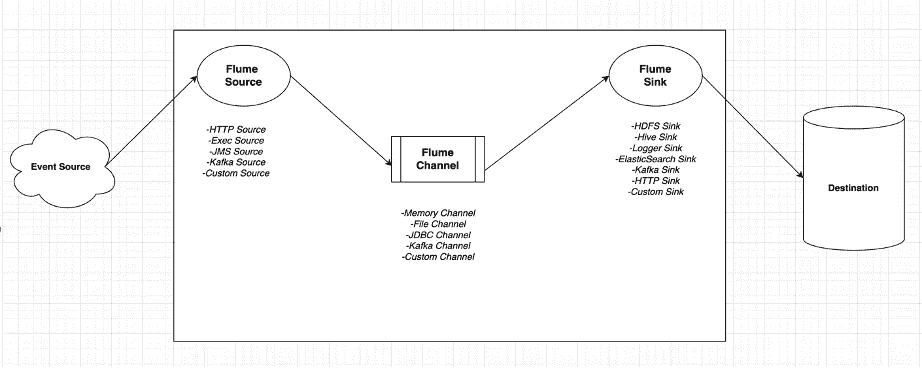 Event Source
Flume
Source
-HTTP Source
-Exec Source
-JMS Source
-Kafka Source
-Custom Source
Flume
Channel
-Memory Channel
-File Channel
-JDBC Channel
-Kafka Channel
-Custom Channel
Flume
Sink
-HDFS Sink
-Hive Sink
-Logger Sink
-ElasticSearch Sink
-Kafka Sink
-HTTP Sink
-Custom Sink
Destination